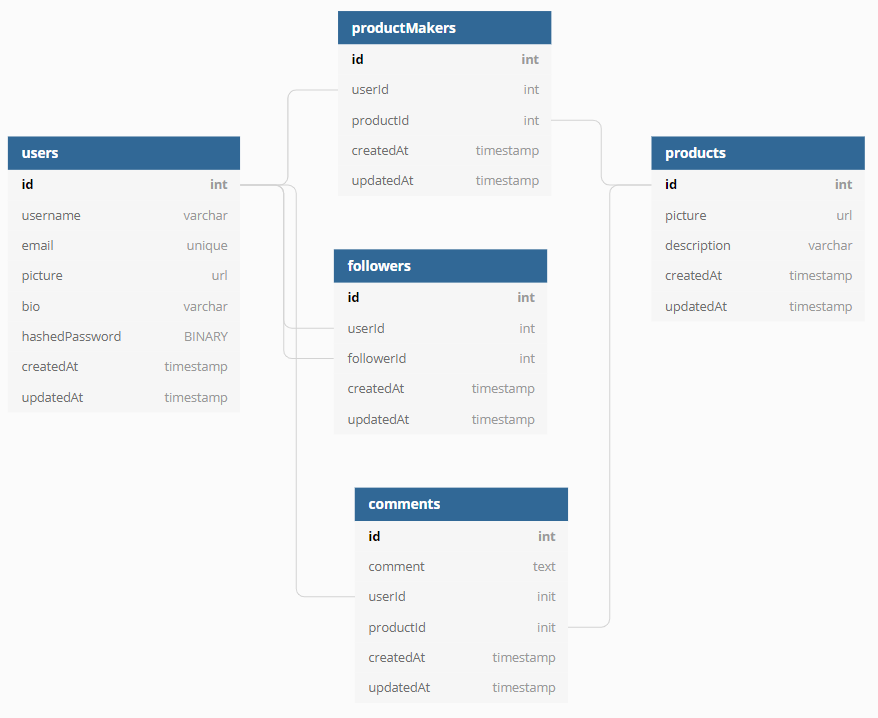 productMakers
id int
userId int
productId int
createdAt timestamp
updatedAt timestamp
users
id int
username varchar
email unique
picture url
bio varchar
hashedPassword BINARY
createdAt timestamp
updatedAt timestamp
products
id int
picture url
description varchar
createdAt timestamp
updatedAt timestamp
followers
id int
userId int
followerId int
createdAt timestamp
updatedAt timestamp
comments
id int
comment text
userId init
productId init
createdAt timestamp
updatedAt timestamp